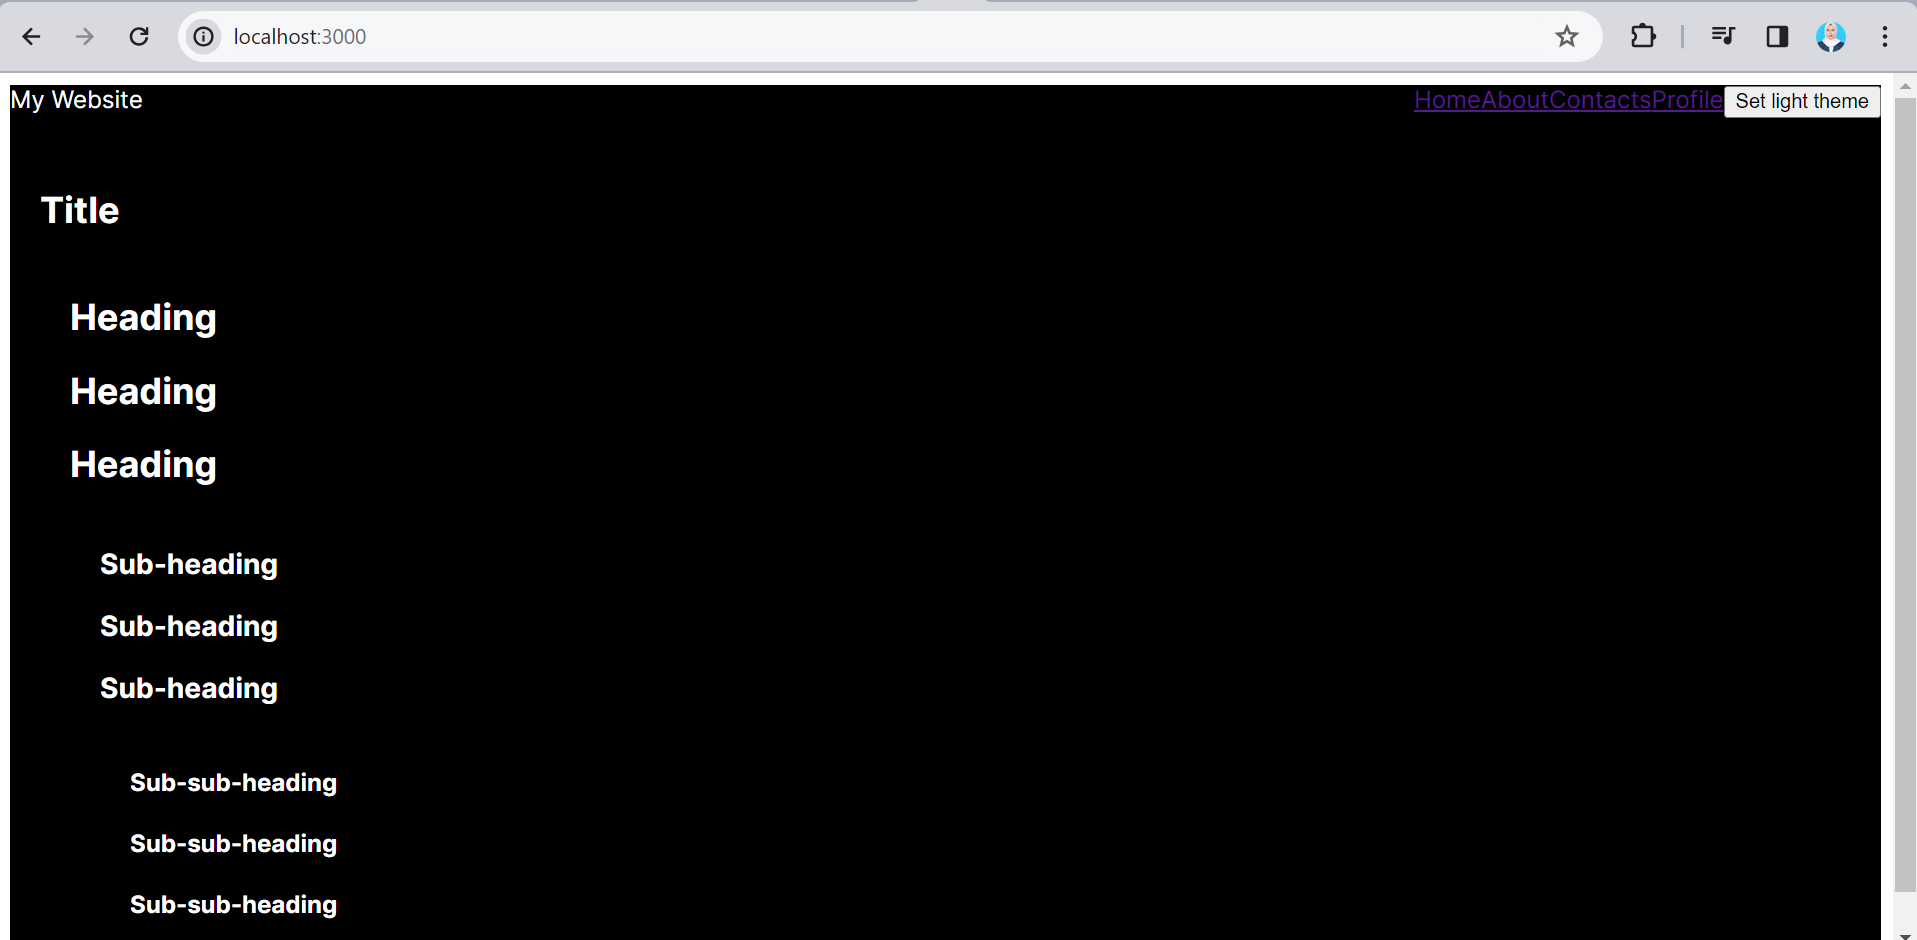 localhost:3000
My Website HomeAboutContactsProfile Set light theme
Title
Heading
Heading
Heading
Sub-heading
Sub-heading
Sub-heading
Sub-sub-heading
Sub-sub-heading
Sub-sub-heading